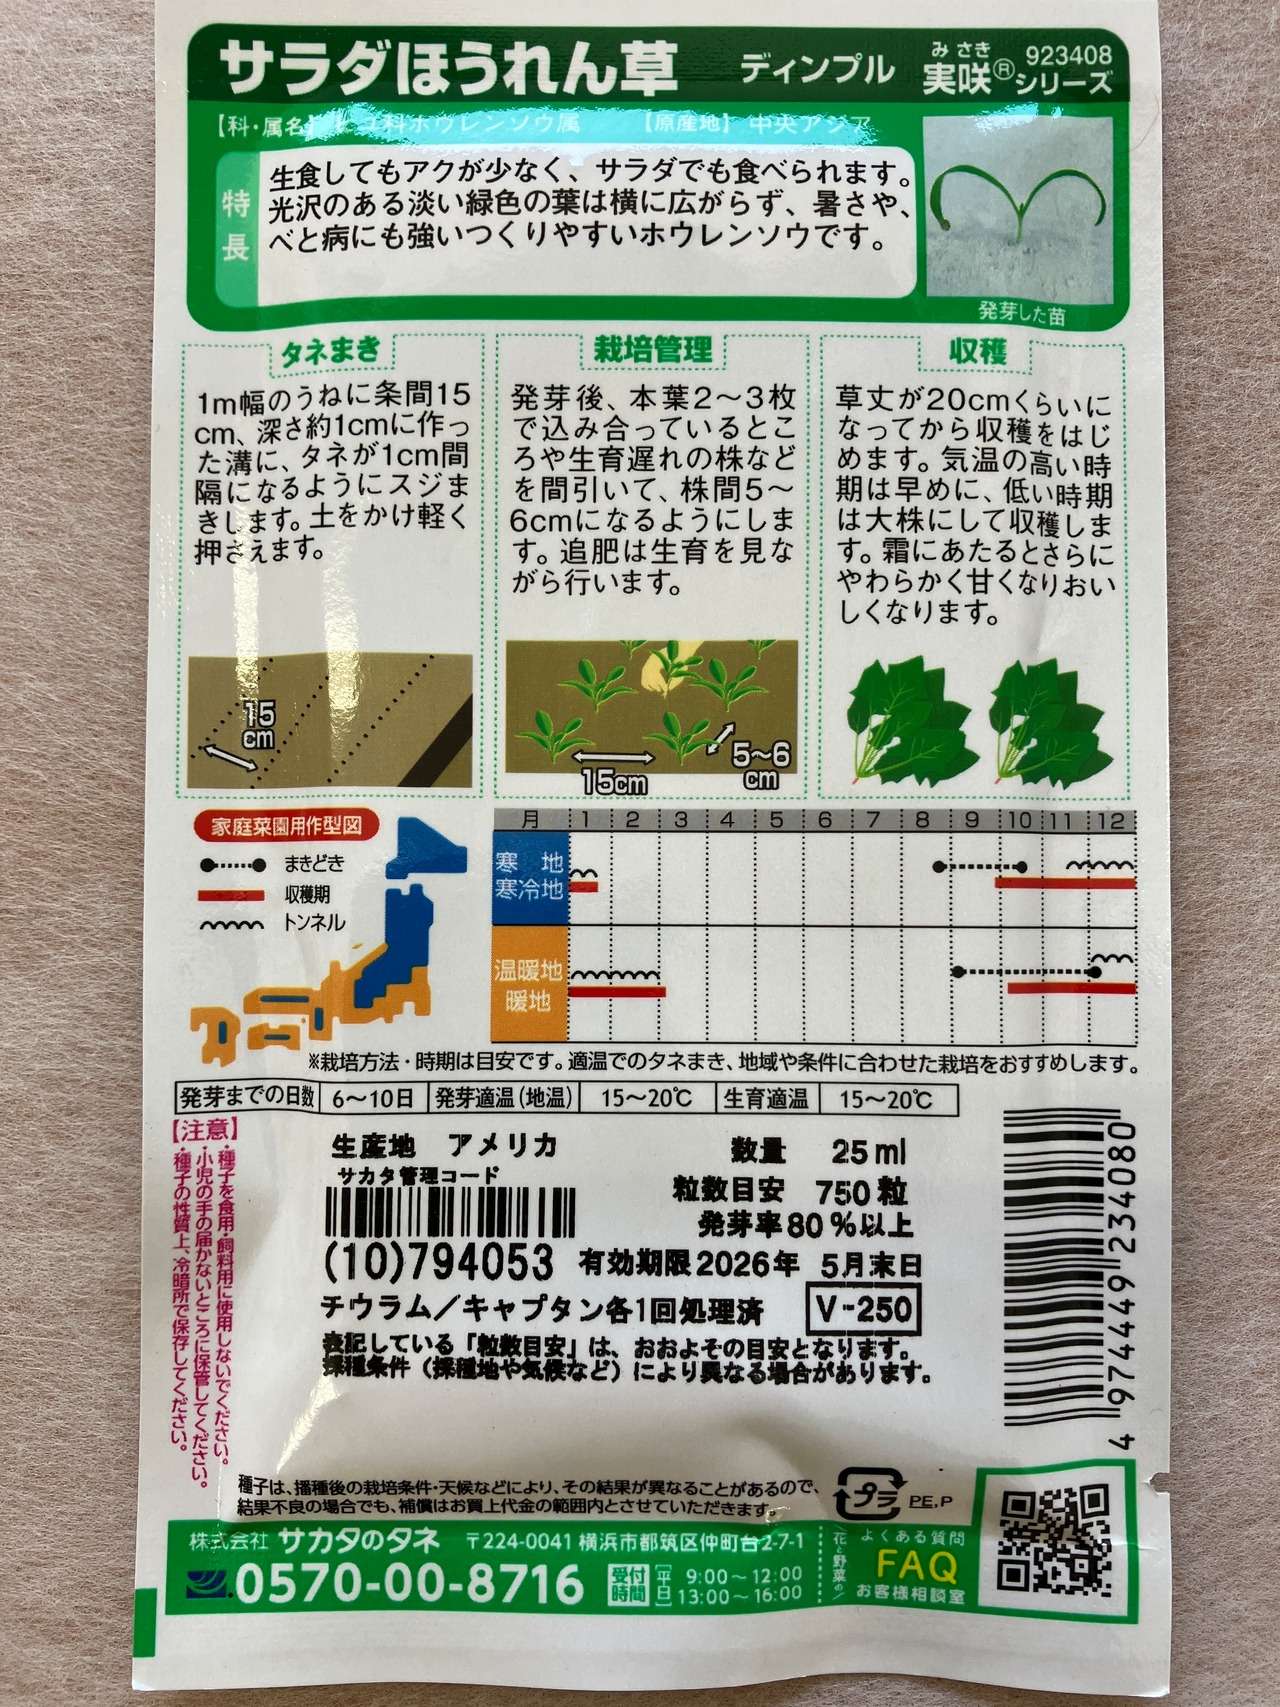 サラダほうれん草 ディンプル 実咲®シリーズ 923408
みさき
【科・属名】ヒユ科ホウレンソウ属 【原産地】中央アジア
特長
生食してもアクが少なく、サラダでも食べられます。
光沢のある淡い緑色の葉は横に広がらず、暑さや、
べと病にも強いつくりやすいホウレンソウです。
発芽した苗
タネまき
1m幅のうねに条間15
cm、深さ約1cmに作っ
た溝に、タネが1cm間
隔になるようにスジま
きします。土をかけ軽く
押さえます。
15
cm
栽培管理
発芽後、本葉2〜3枚
で込み合っているとこ
ろや生育遅れの株など
を間引いて、株間5〜
6cmになるようにしま
す。追肥は生育を見な
がら行います。
15cm
5〜6
cm
収穫
草丈が20cmくらいに
なってから収穫をはじ
めます。気温の高い時
期は早めに、低い時期
は大株にして収穫しま
す。霜にあたるとさらに
やわらかく甘くなりおい
しくなります。
家庭菜園用作型図
まきどき
収穫期
トンネル
月 1 2 3 4 5 6 7 8 9 10 11 12
寒 地
寒冷地
温暖地
暖地
※栽培方法・時期は目安です。適温でのタネまき、地域や条件に合わせた栽培をおすすめします。
発芽までの日数 6〜10日 発芽適温(地温) 15〜20℃ 生育適温 15〜20℃
【注意】
・種子を食用・飼料用に使用しないでください。
・小児の手の届かないところに保管してください。
・種子の性質上、冷暗所で保存してください。
生産地 アメリカ
サカタ管理コード
(10)794053
数量 25ml
粒数目安 750粒
発芽率80%以上
有効期限2026年 5月末日
チウラム/キャプタン各1回処理済
V-250
表記している「粒数目安」は、おおよその目安となります。
採種条件(採種地や気候など)により異なる場合があります。
4 974449 234080
種子は、播種後の栽培条件・天候などにより、その結果が異なることがあるので、
結果不良の場合でも、補償はお買上代金の範囲内とさせていただきます。
プラ PE,P
株式会社 サカタのタネ 〒224-0041 横浜市都筑区仲町台2-7-1
0570-00-8716 受付時間 [平日] 9:00〜12:00
13:00〜16:00
花と野菜の
よくある質問
FAQ
お客様相談室